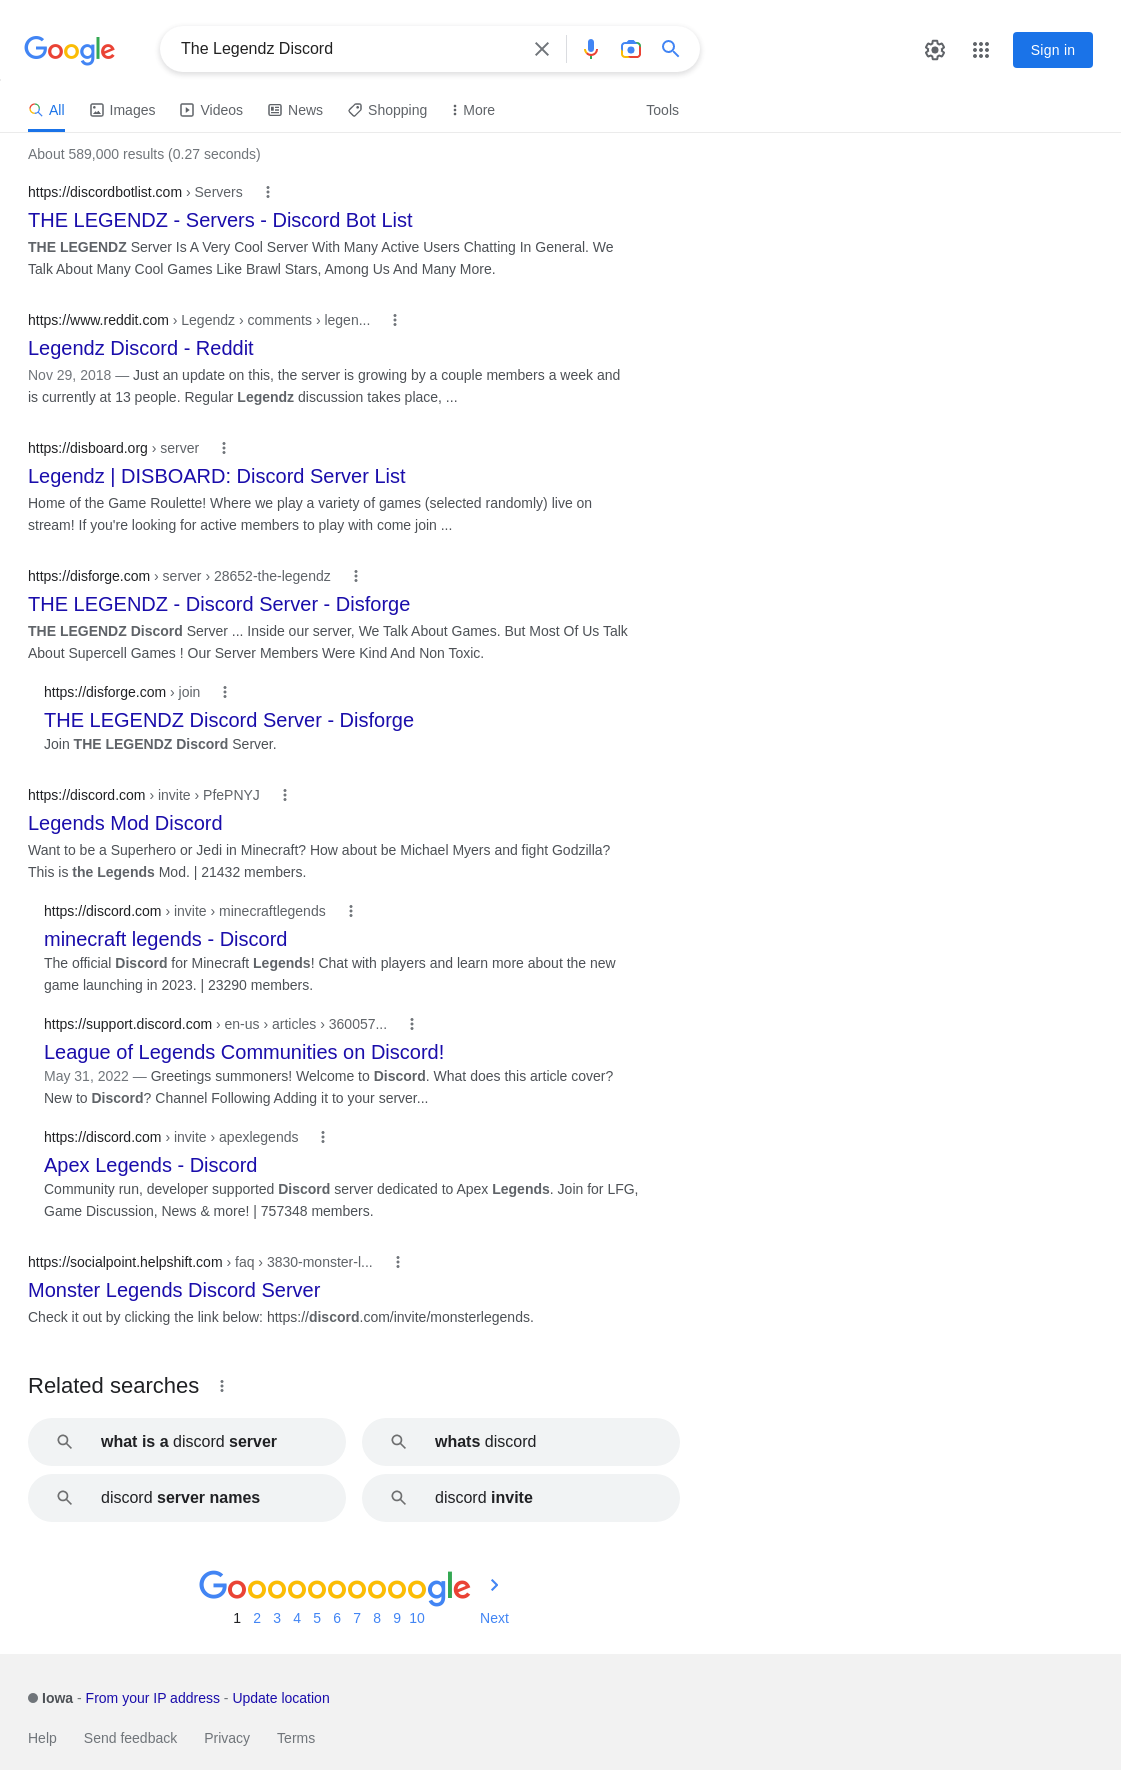 Google
The Legendz Discord
Sign in
All
Images
Videos
News
Shopping
More
Tools
About 589,000 results (0.27 seconds)
https://discordbotlist.com › Servers
THE LEGENDZ - Servers - Discord Bot List
THE LEGENDZ Server Is A Very Cool Server With Many Active Users Chatting In General. We
Talk About Many Cool Games Like Brawl Stars, Among Us And Many More.
https://www.reddit.com › Legendz › comments › legen...
Legendz Discord - Reddit
Nov 29, 2018 — Just an update on this, the server is growing by a couple members a week and
is currently at 13 people. Regular Legendz discussion takes place, ...
https://disboard.org › server
Legendz | DISBOARD: Discord Server List
Home of the Game Roulette! Where we play a variety of games (selected randomly) live on
stream! If you're looking for active members to play with come join ...
https://disforge.com › server › 28652-the-legendz
THE LEGENDZ - Discord Server - Disforge
THE LEGENDZ Discord Server ... Inside our server, We Talk About Games. But Most Of Us Talk
About Supercell Games ! Our Server Members Were Kind And Non Toxic.
https://disforge.com › join
THE LEGENDZ Discord Server - Disforge
Join THE LEGENDZ Discord Server.
https://discord.com › invite › PfePNYJ
Legends Mod Discord
Want to be a Superhero or Jedi in Minecraft? How about be Michael Myers and fight Godzilla?
This is the Legends Mod. | 21432 members.
https://discord.com › invite › minecraftlegends
minecraft legends - Discord
The official Discord for Minecraft Legends! Chat with players and learn more about the new
game launching in 2023. | 23290 members.
https://support.discord.com › en-us › articles › 360057...
League of Legends Communities on Discord!
May 31, 2022 — Greetings summoners! Welcome to Discord. What does this article cover?
New to Discord? Channel Following Adding it to your server...
https://discord.com › invite › apexlegends
Apex Legends - Discord
Community run, developer supported Discord server dedicated to Apex Legends. Join for LFG,
Game Discussion, News & more! | 757348 members.
https://socialpoint.helpshift.com › faq › 3830-monster-l...
Monster Legends Discord Server
Check it out by clicking the link below: https://discord.com/invite/monsterlegends.
Related searches
what is a discord server
whats discord
discord server names
discord invite
Goooooooooogle
1 2 3 4 5 6 7 8 9 10 Next
Iowa - From your IP address - Update location
Help Send feedback Privacy Terms